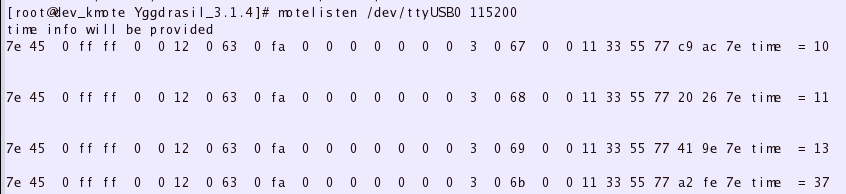 [root@dev_kmote Yggdrasil_3.1.4]# motelisten /dev/ttyUSB0 115200
time info will be provided
7e 45 0 ff ff 0 0 12 0 63 0 fa 0 0 0 0 0 0 0 3 0 67 0 0 11 33 55 77 c9 ac 7e time = 10
7e 45 0 ff ff 0 0 12 0 63 0 fa 0 0 0 0 0 0 0 3 0 68 0 0 11 33 55 77 20 26 7e time = 11
7e 45 0 ff ff 0 0 12 0 63 0 fa 0 0 0 0 0 0 0 3 0 69 0 0 11 33 55 77 41 9e 7e time = 13
7e 45 0 ff ff 0 0 12 0 63 0 fa 0 0 0 0 0 0 0 3 0 6b 0 0 11 33 55 77 a2 fe 7e time = 37